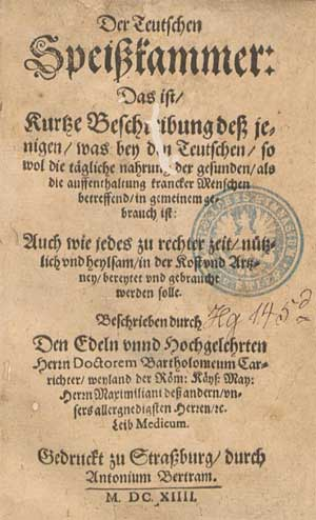 Der Teutschen
Speißkammer:
Das ist/
Kurtze Beschreibung deß je-
nigen/ was bey den Teutschen/ so
wol die tägliche nahrung der gesunden/ als
die auffenthaltung krancker Menschen
betreffend/ in gemeinem ge-
brauch ist:
Auch wie jedes zu rechter zeit/ nütz-
lich vnd heylsam/ in der Kost vnd Artz-
ney/ bereytet vnd gebraucht
werden solle.
Beschrieben durch
Hg 145d
Den Edeln vnnd Hochgelehrten
Herrn Doctorem Bartholomeum Car-
richter/ weyland der Röm: Käys: May:
Herrn Maximiliani deß andern/ vn-
sers allergnedigsten Herren/ ꝛc.
Leib Medicum.
Gedruckt zu Straßburg/ durch
Antonium Bertram.
M. DC. XIIII.